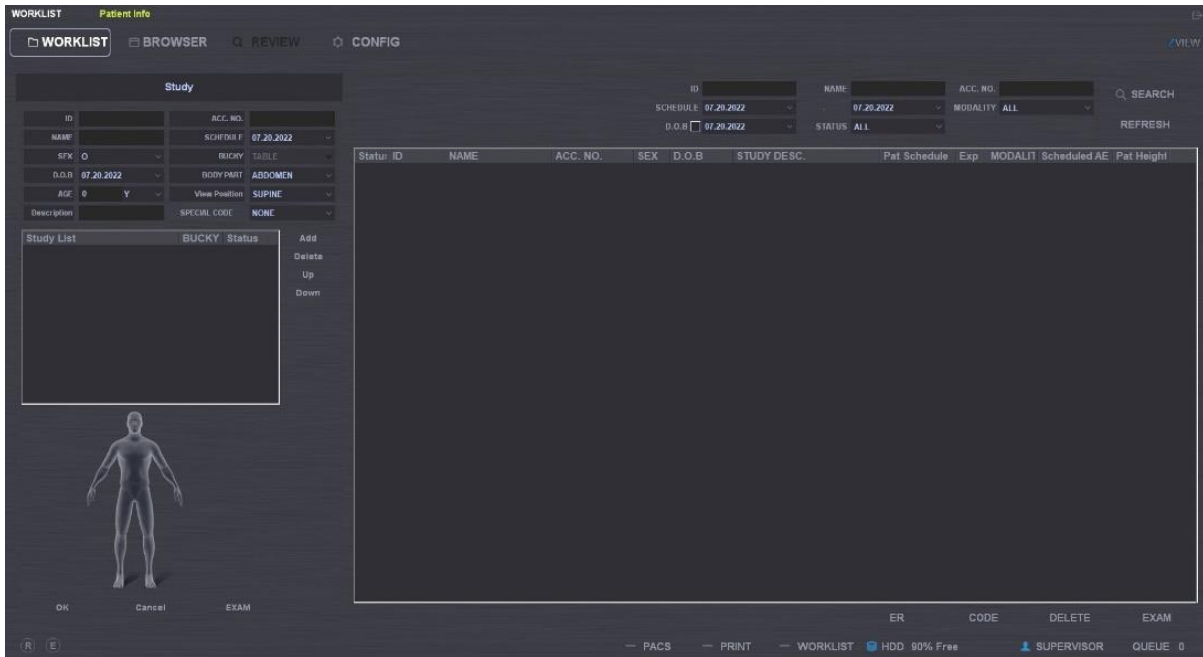 WORKLIST Patient Info
WORKLIST BROWSER REVIEW CONFIG
ZVIEW
Study
ID ACC. NO.
NAME SCHEDULE 07.20.2022
SEX O BUCKY TABLE
D.O.B 07.20.2022 BODY PART ABDOMEN
AGE 0 Y View Position SUPINE
Description SPECIAL CODE NONE
Study List BUCKY Status
Add
Delete
Up
Down
OK Cancel EXAM
R E
ID NAME ACC. NO. SEARCH
SCHEDULE 07.20.2022 . 07.20.2022 MODALITY ALL
D.O.B 07.20.2022 STATUS ALL REFRESH
Statu: ID NAME ACC. NO. SEX D.O.B STUDY DESC. Pat Schedule Exp MODALIT Scheduled AE Pat Height
ER CODE DELETE EXAM
PACS PRINT WORKLIST HDD 90% Free SUPERVISOR QUEUE 0